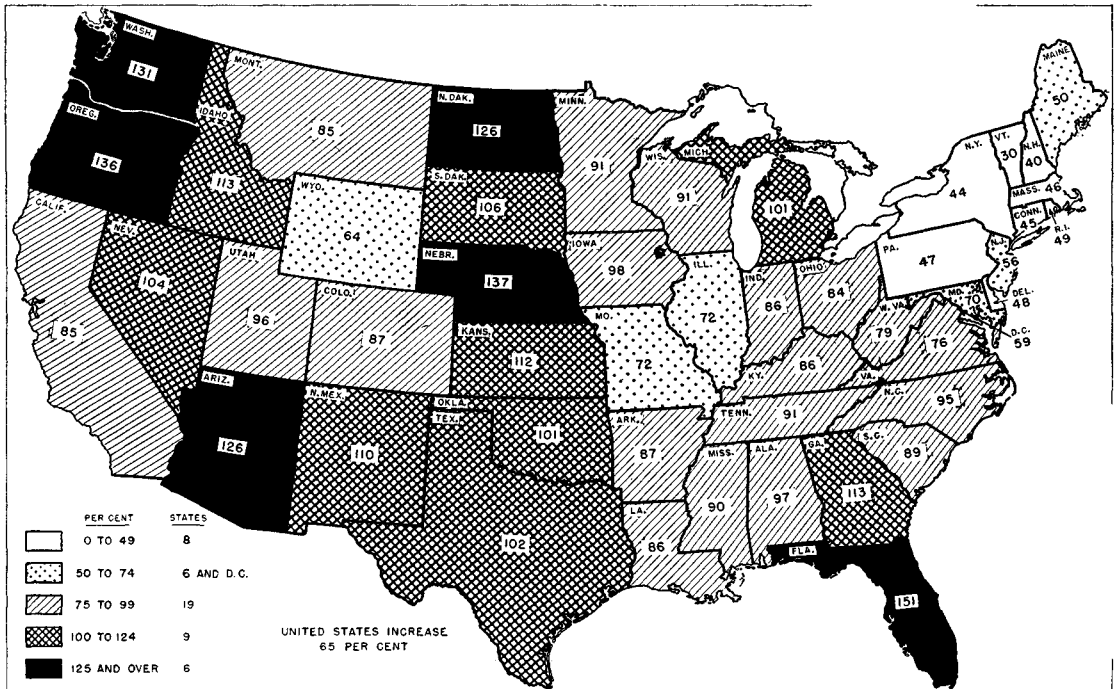 WASH.
131
OREG.
136
CALIF.
85
IDAHO
113
NEV.
104
MONT.
85
WYO.
64
UTAH
96
COLO.
87
ARIZ.
126
N.MEX.
110
N.DAK.
126
S.DAK.
106
NEBR.
137
KANS.
112
OKLA.
101
TEX.
102
MINN.
91
IOWA
98
MO.
72
ARK.
87
LA.
86
WIS.
91
MICH.
101
ILL.
72
IND.
86
OHIO
84
KY.
86
TENN.
91
MISS.
90
ALA.
97
GA.
113
FLA.
151
S.C.
89
N.C.
95
VA.
76
W. VA.
79
MD.
70
D.C.
59
DEL.
48
PA.
47
N.J.
56
N.Y.
44
CONN.
45
R.I.
49
MASS. 46
VT.
30
N.H.
40
MAINE
50
PER CENT STATES
0 TO 49 8
50 TO 74 6 AND D.C.
75 TO 99 19
100 TO 124 9
125 AND OVER 6
UNITED STATES INCREASE
65 PER CENT